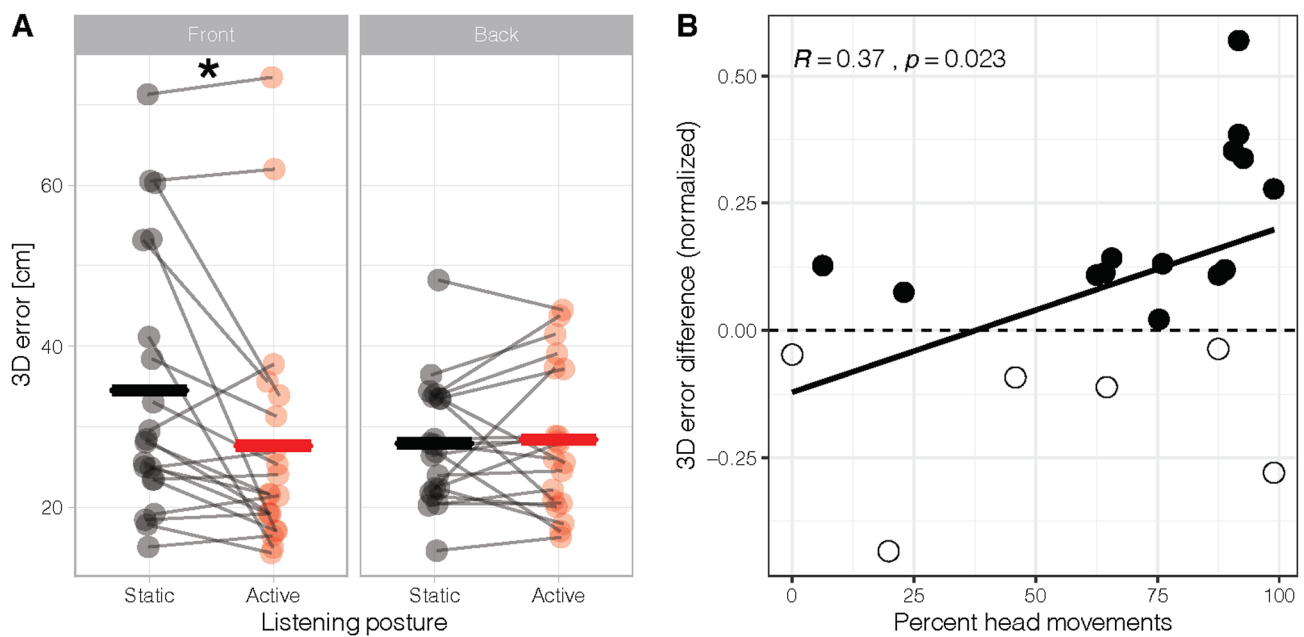 A
Front
Back
*
3D error [cm]
60
40
20
Static
Active
Static
Active
Listening posture
B
R = 0.37 , p = 0.023
3D error difference (normalized)
0.50
0.25
0.00
−0.25
0
25
50
75
100
Percent head movements